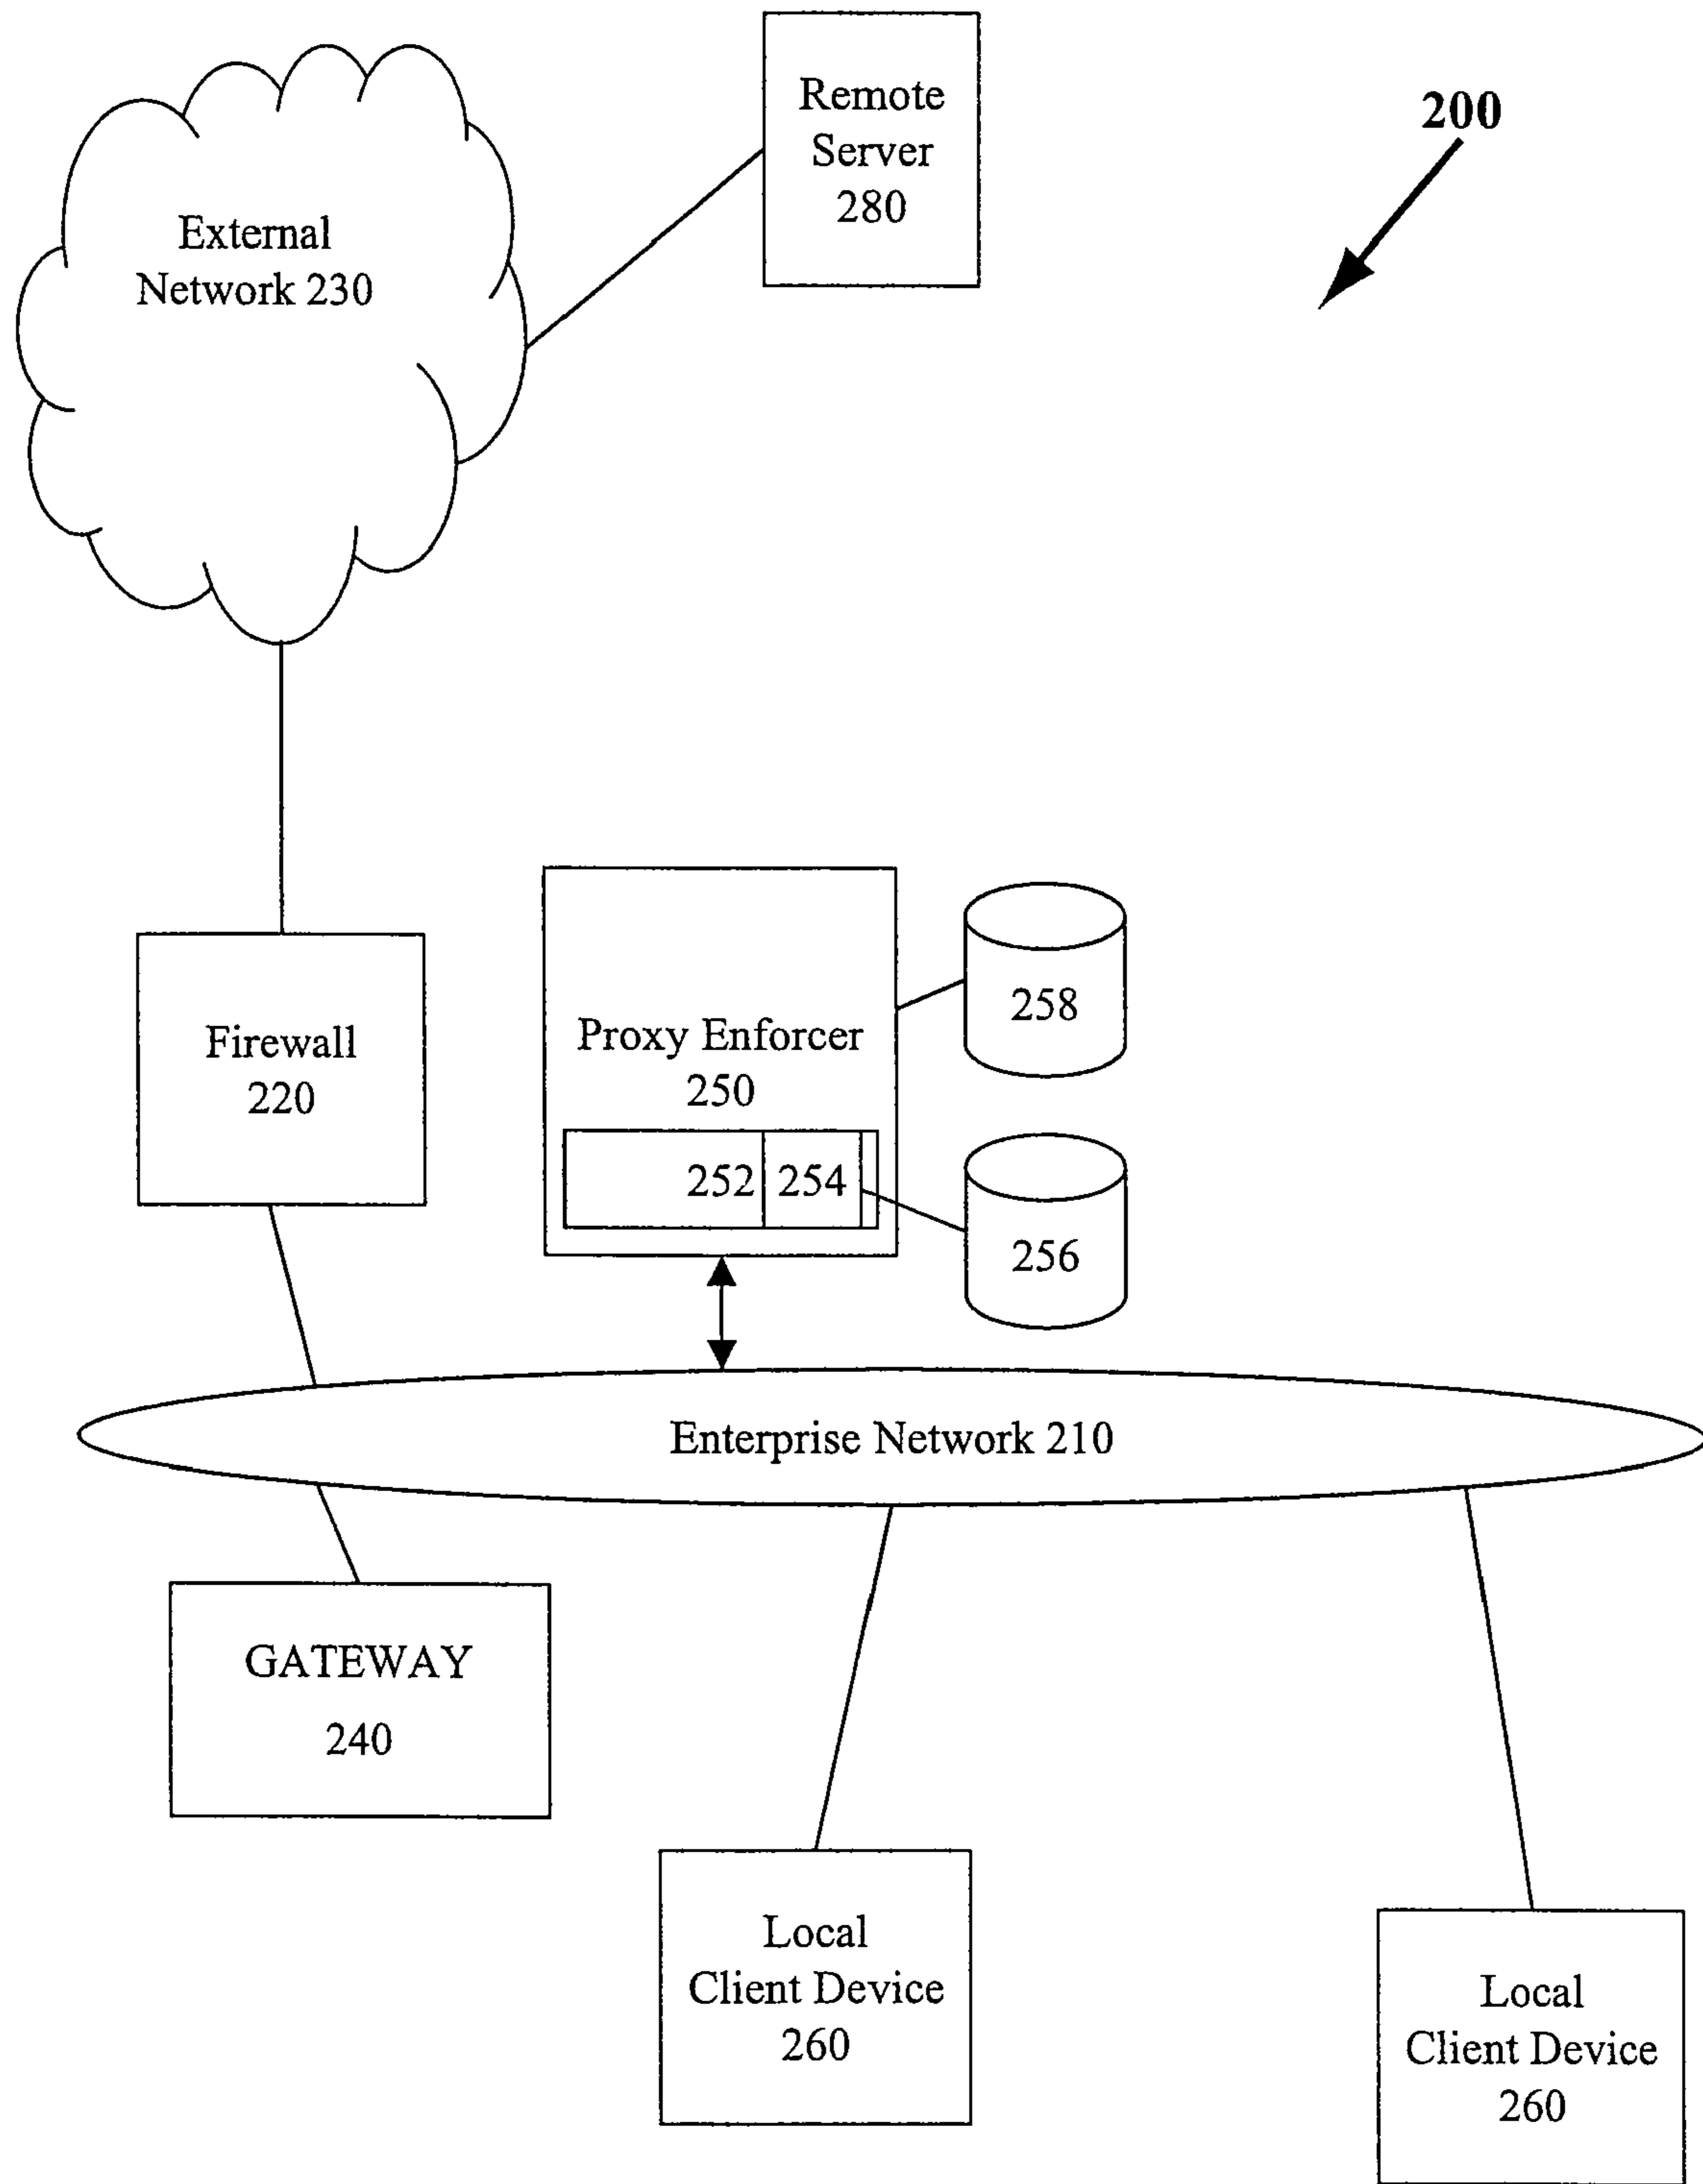 Remote
Server
280
200
External
Network 230
Firewall
220
Proxy Enforcer
250
252
254
258
256
Enterprise Network 210
GATEWAY
240
Local
Client Device
260
Local
Client Device
260